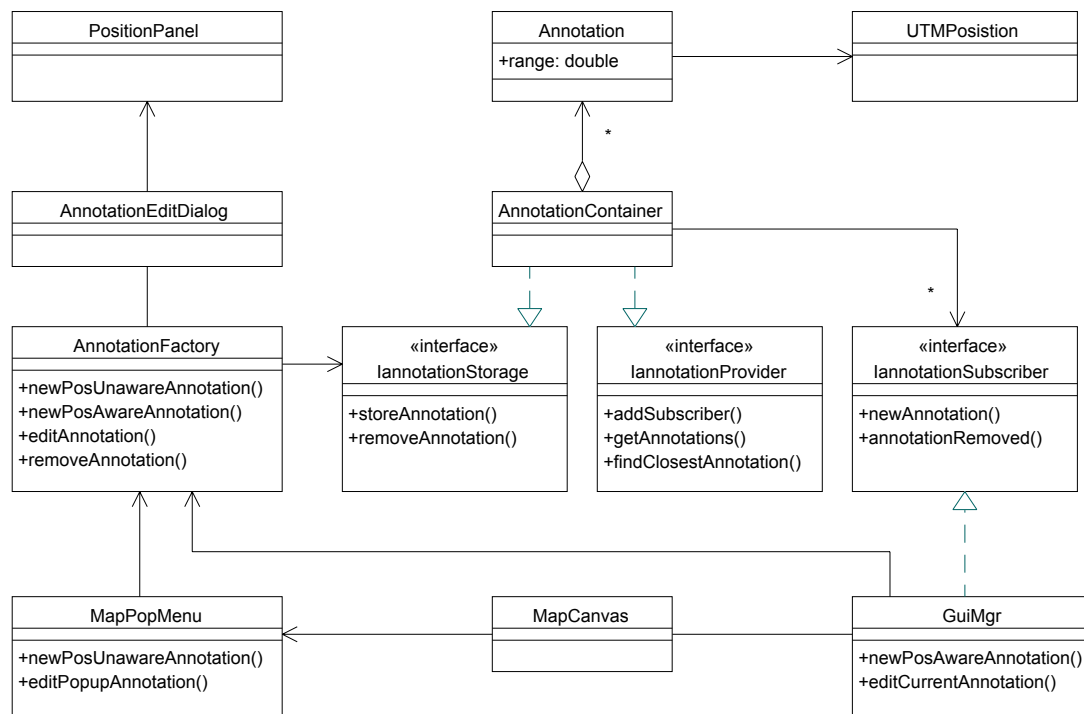 PositionPanel
Annotation
+range: double
UTMPosistion
*
AnnotationEditDialog
AnnotationContainer
*
AnnotationFactory
+newPosUnawareAnnotation()
+newPosAwareAnnotation()
+editAnnotation()
+removeAnnotation()
«interface»
IannotationStorage
+storeAnnotation()
+removeAnnotation()
«interface»
IannotationProvider
+addSubscriber()
+getAnnotations()
+findClosestAnnotation()
«interface»
IannotationSubscriber
+newAnnotation()
+annotationRemoved()
MapPopMenu
+newPosUnawareAnnotation()
+editPopupAnnotation()
MapCanvas
GuiMgr
+newPosAwareAnnotation()
+editCurrentAnnotation()